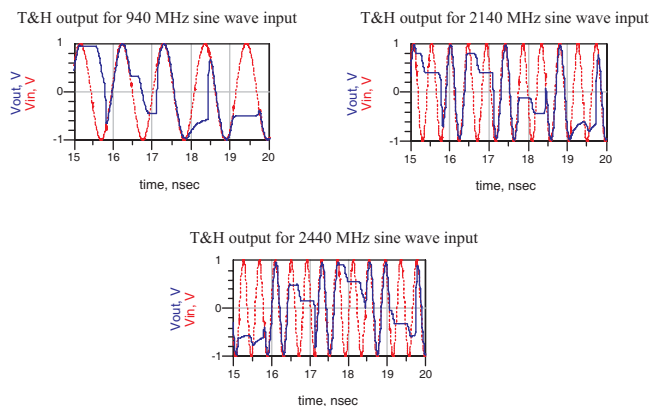 T&H output for 940 MHz sine wave input
T&H output for 2140 MHz sine wave input
Vout, V
Vin, V
1
0
-1
15
16
17
18
19
20
time, nsec
Vout, V
Vin, V
1
0
-1
15
16
17
18
19
20
time, nsec
T&H output for 2440 MHz sine wave input
Vout, V
Vin, V
1
0
-1
15
16
17
18
19
20
time, nsec